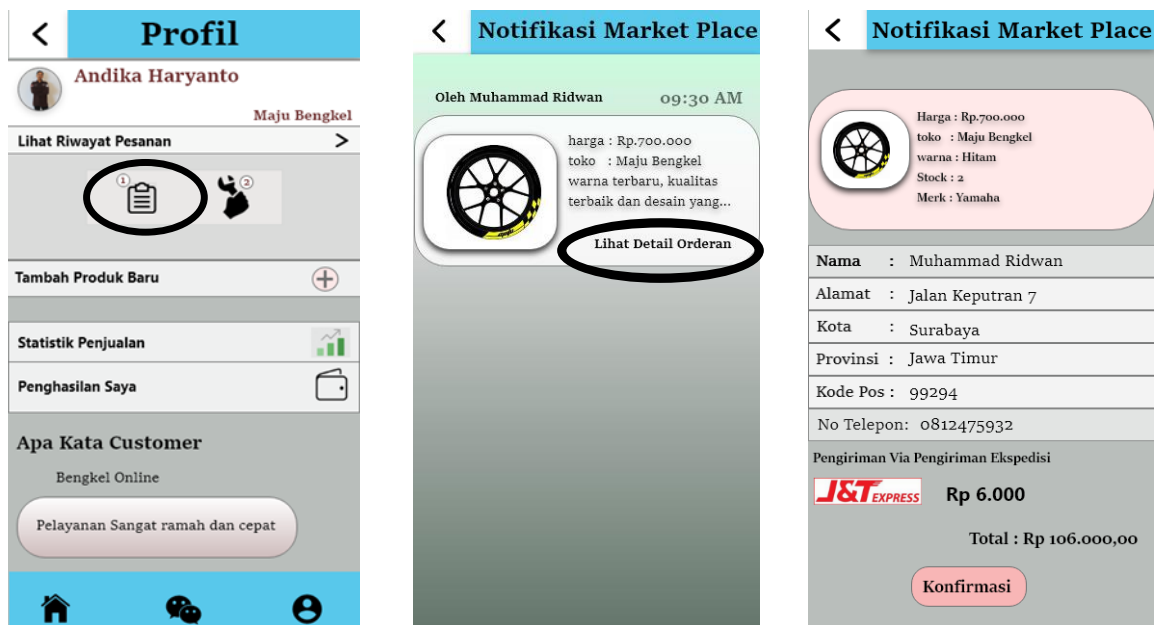 Profil
Andika Haryanto
Maju Bengkel
Lihat Riwayat Pesanan >
1
2
Tambah Produk Baru
Statistik Penjualan
Penghasilan Saya
Apa Kata Customer
Bengkel Online
Pelayanan Sangat ramah dan cepat
Notifikasi Market Place
Oleh Muhammad Ridwan 09:30 AM
harga : Rp.700.000
toko : Maju Bengkel
warna terbaru, kualitas
terbaik dan desain yang...
Lihat Detail Orderan
Notifikasi Market Place
Harga : Rp.700.000
toko : Maju Bengkel
warna : Hitam
Stock : 2
Merk : Yamaha
Nama : Muhammad Ridwan
Alamat : Jalan Keputran 7
Kota : Surabaya
Provinsi : Jawa Timur
Kode Pos : 99294
No Telepon: 0812475932
Pengiriman Via Pengiriman Ekspedisi
J&T EXPRESS Rp 6.000
Total : Rp 106.000,00
Konfirmasi